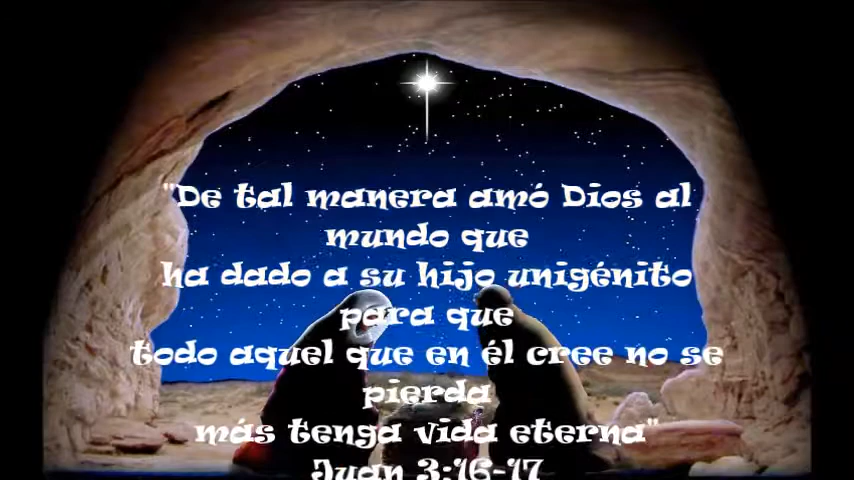 "De tal manera amó Dios al
mundo que
ha dado a su hijo unigénito
para que
todo aquel que en él cree no se
pierda
más tenga vida eterna"
Juan 3:16-17